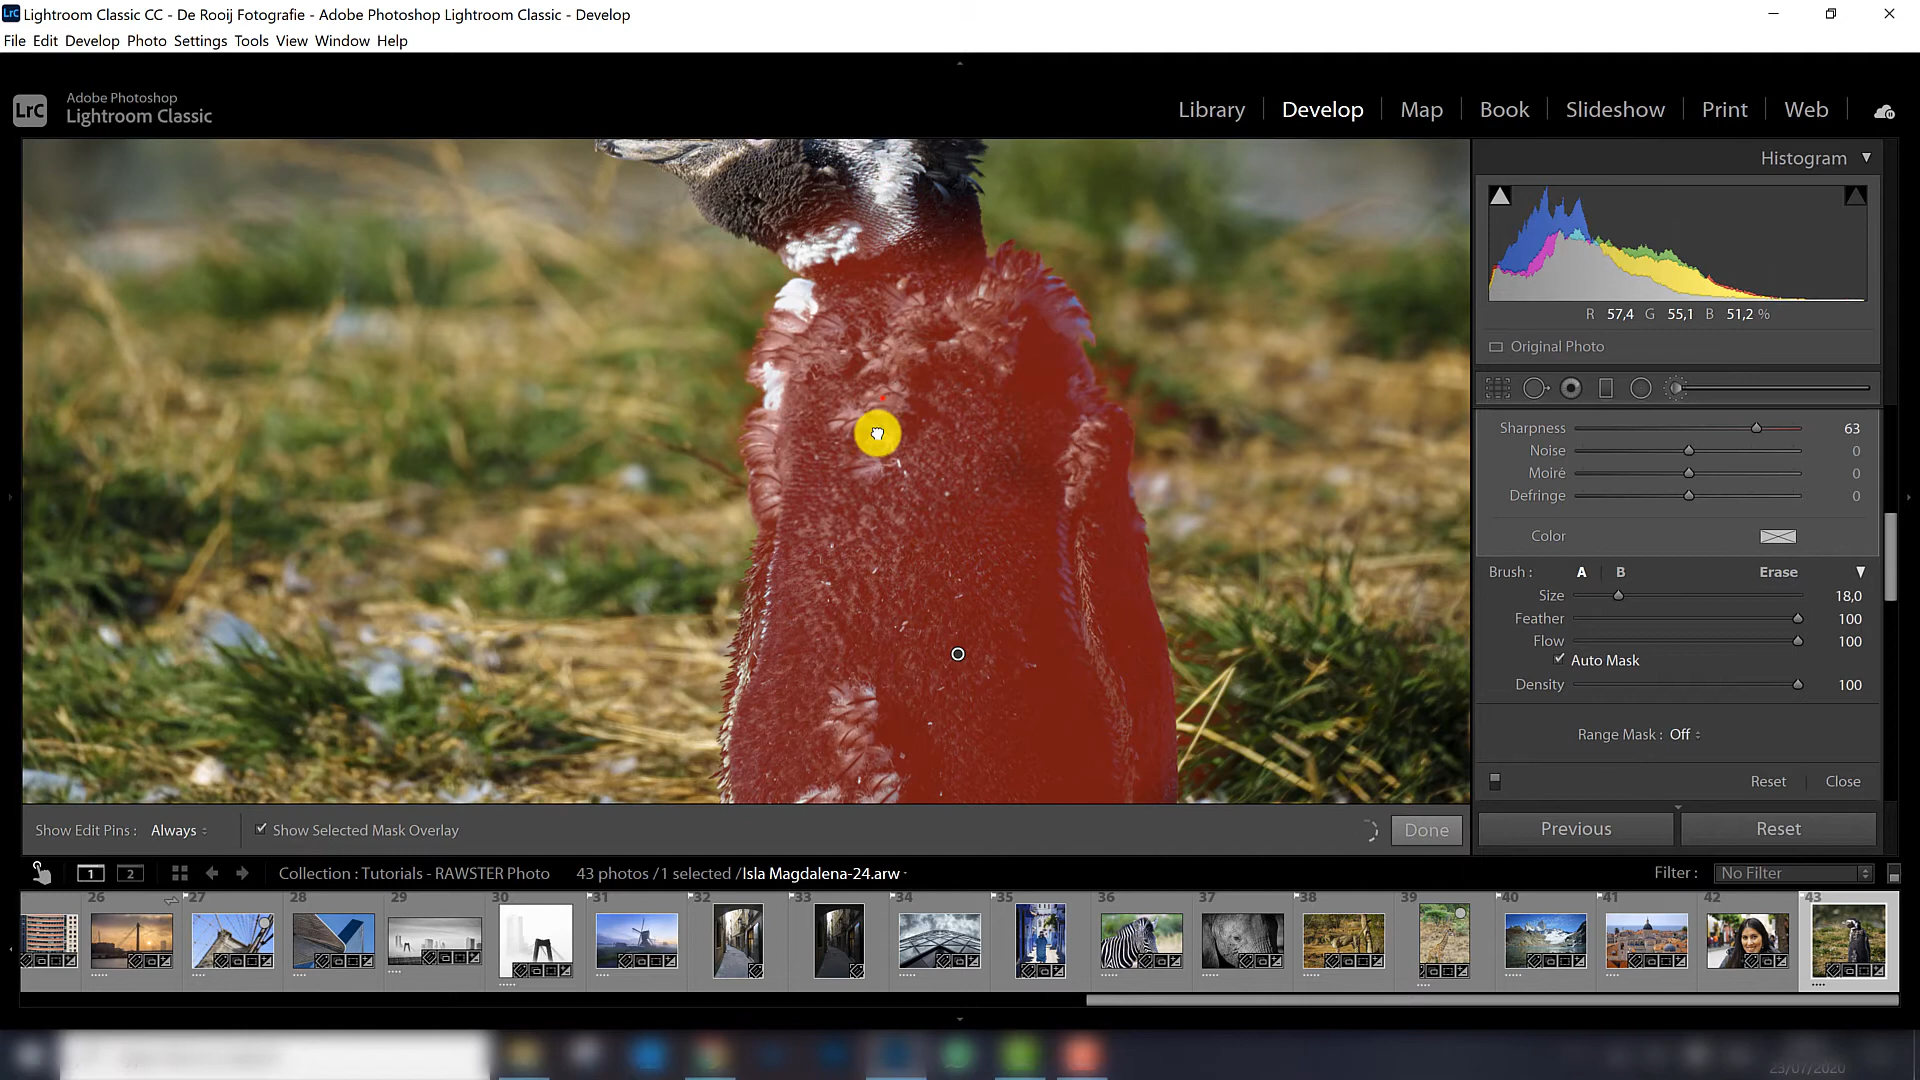 Lightroom Classic CC - De Rooij Fotografie - Adobe Photoshop Lightroom Classic - Develop
File Edit Develop Photo Settings Tools View Window Help
LrC
Adobe Photoshop
Lightroom Classic
Library Develop Map Book Slideshow Print Web
Histogram
R 57,4 G 55,1 B 51,2 %
Original Photo
Sharpness 63
Noise 0
Moiré 0
Defringe 0
Color
Brush : A B Erase
Size 18,0
Feather 100
Flow 100
Auto Mask
Density 100
Range Mask : Off
Reset Close
Show Edit Pins : Always Show Selected Mask Overlay Done
Previous Reset
1 2 Collection : Tutorials - RAWSTER Photo 43 photos / 1 selected / Isla Magdalena-24.arw Filter : No Filter
26 27 28 29 30 31 32 33 34 35 36 37 38 39 40 41 42 43
23/07/2020